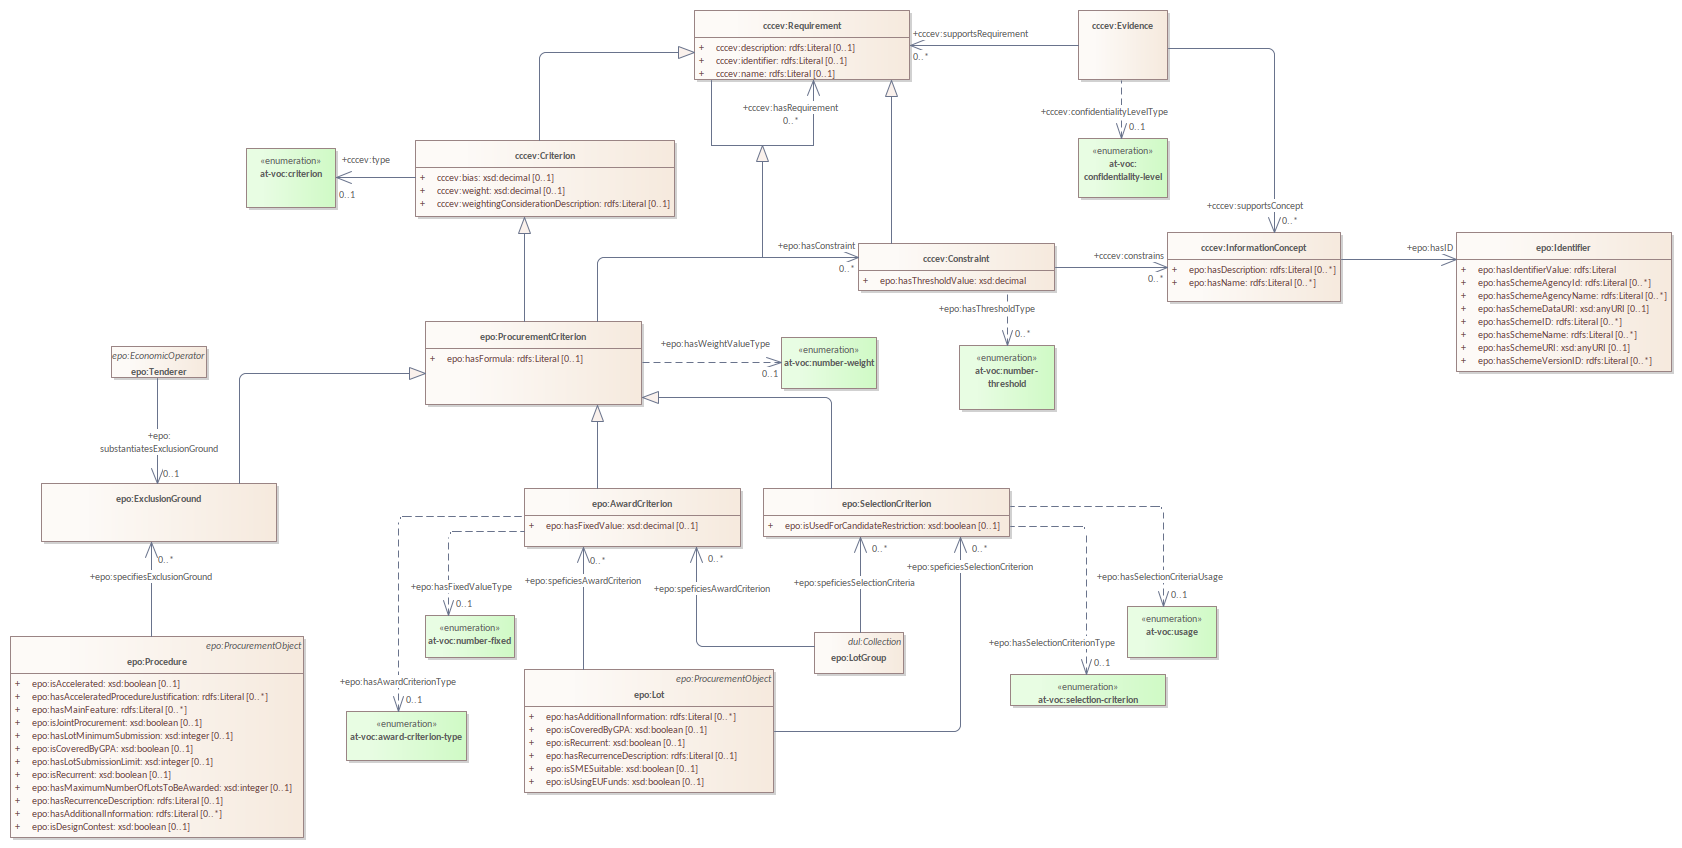 cccev:Requirement
+ cccev:description: rdfs:Literal [0..1]
+ cccev:identifier: rdfs:Literal [0..1]
+ cccev:name: rdfs:Literal [0..1]
+cccev:supportsRequirement
0..*
cccev:Evidence
+cccev:hasRequirement
0..*
+cccev:confidentialityLevelType
0..1
«enumeration»
at-voc:
confidentiality-level
«enumeration»
at-voc:criterion
+cccev:type
0..1
cccev:Criterion
+ cccev:bias: xsd:decimal [0..1]
+ cccev:weight: xsd:decimal [0..1]
+ cccev:weightingConsiderationDescription: rdfs:Literal [0..1]
+cccev:supportsConcept
0..*
+epo:hasConstraint
0..*
cccev:Constraint
+ epo:hasThresholdValue: xsd:decimal
+cccev:constrains
0..*
cccev:InformationConcept
+ epo:hasDescription: rdfs:Literal [0..*]
+ epo:hasName: rdfs:Literal [0..*]
+epo:hasID
epo:Identifier
+ epo:hasIdentifierValue: rdfs:Literal
+ epo:hasSchemeAgencyId: rdfs:Literal [0..*]
+ epo:hasSchemeAgencyName: rdfs:Literal [0..*]
+ epo:hasSchemeDataURI: xsd:anyURI [0..1]
+ epo:hasSchemeID: rdfs:Literal [0..*]
+ epo:hasSchemeName: rdfs:Literal [0..*]
+ epo:hasSchemeURI: xsd:anyURI [0..1]
+ epo:hasSchemeVersionID: rdfs:Literal [0..*]
+epo:hasThresholdType
0..*
«enumeration»
at-voc:number-
threshold
epo:ProcurementCriterion
+ epo:hasFormula: rdfs:Literal [0..1]
+epo:hasWeightValueType
0..1
«enumeration»
at-voc:number-weight
epo:EconomicOperator
epo:Tenderer
+epo:
substantiatesExclusionGround
0..1
epo:ExclusionGround
0..*
+epo:specifiesExclusionGround
epo:AwardCriterion
+ epo:hasFixedValue: xsd:decimal [0..1]
epo:SelectionCriterion
+ epo:isUsedForCandidateRestriction: xsd:boolean [0..1]
0..*
+epo:speficiesAwardCriterion
0..*
+epo:speficiesAwardCriterion
0..*
+epo:speficiesSelectionCriteria
0..*
+epo:speficiesSelectionCriterion
+epo:hasFixedValueType
0..1
«enumeration»
at-voc:number-fixed
+epo:hasSelectionCriteriaUsage
0..1
«enumeration»
at-voc:usage
+epo:hasSelectionCriterionType
0..1
«enumeration»
at-voc:selection-criterion
dul:Collection
epo:LotGroup
+epo:hasAwardCriterionType
0..1
«enumeration»
at-voc:award-criterion-type
epo:ProcurementObject
epo:Procedure
+ epo:isAccelerated: xsd:boolean [0..1]
+ epo:hasAcceleratedProcedureJustification: rdfs:Literal [0..*]
+ epo:hasMainFeature: rdfs:Literal [0..*]
+ epo:isJointProcurement: xsd:boolean [0..1]
+ epo:hasLotMinimumSubmission: xsd:integer [0..1]
+ epo:isCoveredByGPA: xsd:boolean [0..1]
+ epo:hasLotSubmissionLimit: xsd:integer [0..1]
+ epo:isRecurrent: xsd:boolean [0..1]
+ epo:hasMaximumNumberOfLotsToBeAwarded: xsd:integer [0..1]
+ epo:hasRecurrenceDescription: rdfs:Literal [0..1]
+ epo:hasAdditionalInformation: rdfs:Literal [0..*]
+ epo:isDesignContest: xsd:boolean [0..1]
epo:ProcurementObject
epo:Lot
+ epo:hasAdditionalInformation: rdfs:Literal [0..*]
+ epo:isCoveredByGPA: xsd:boolean [0..1]
+ epo:isRecurrent: xsd:boolean [0..1]
+ epo:hasRecurrenceDescription: rdfs:Literal [0..1]
+ epo:isSMESuitable: xsd:boolean [0..1]
+ epo:isUsingEUFunds: xsd:boolean [0..1]